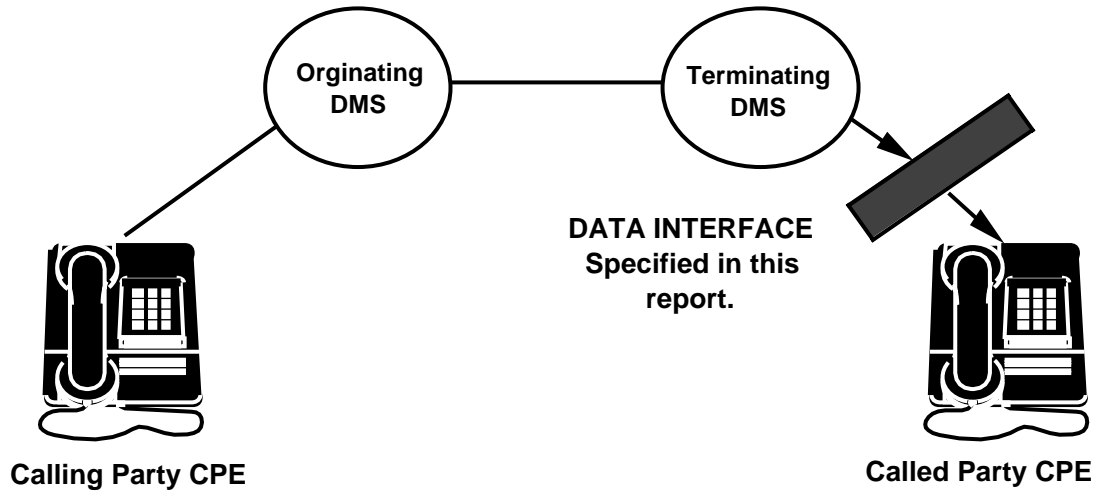 Orginating
DMS
Terminating
DMS
DATA INTERFACE
Specified in this
report.
Calling Party CPE
Called Party CPE